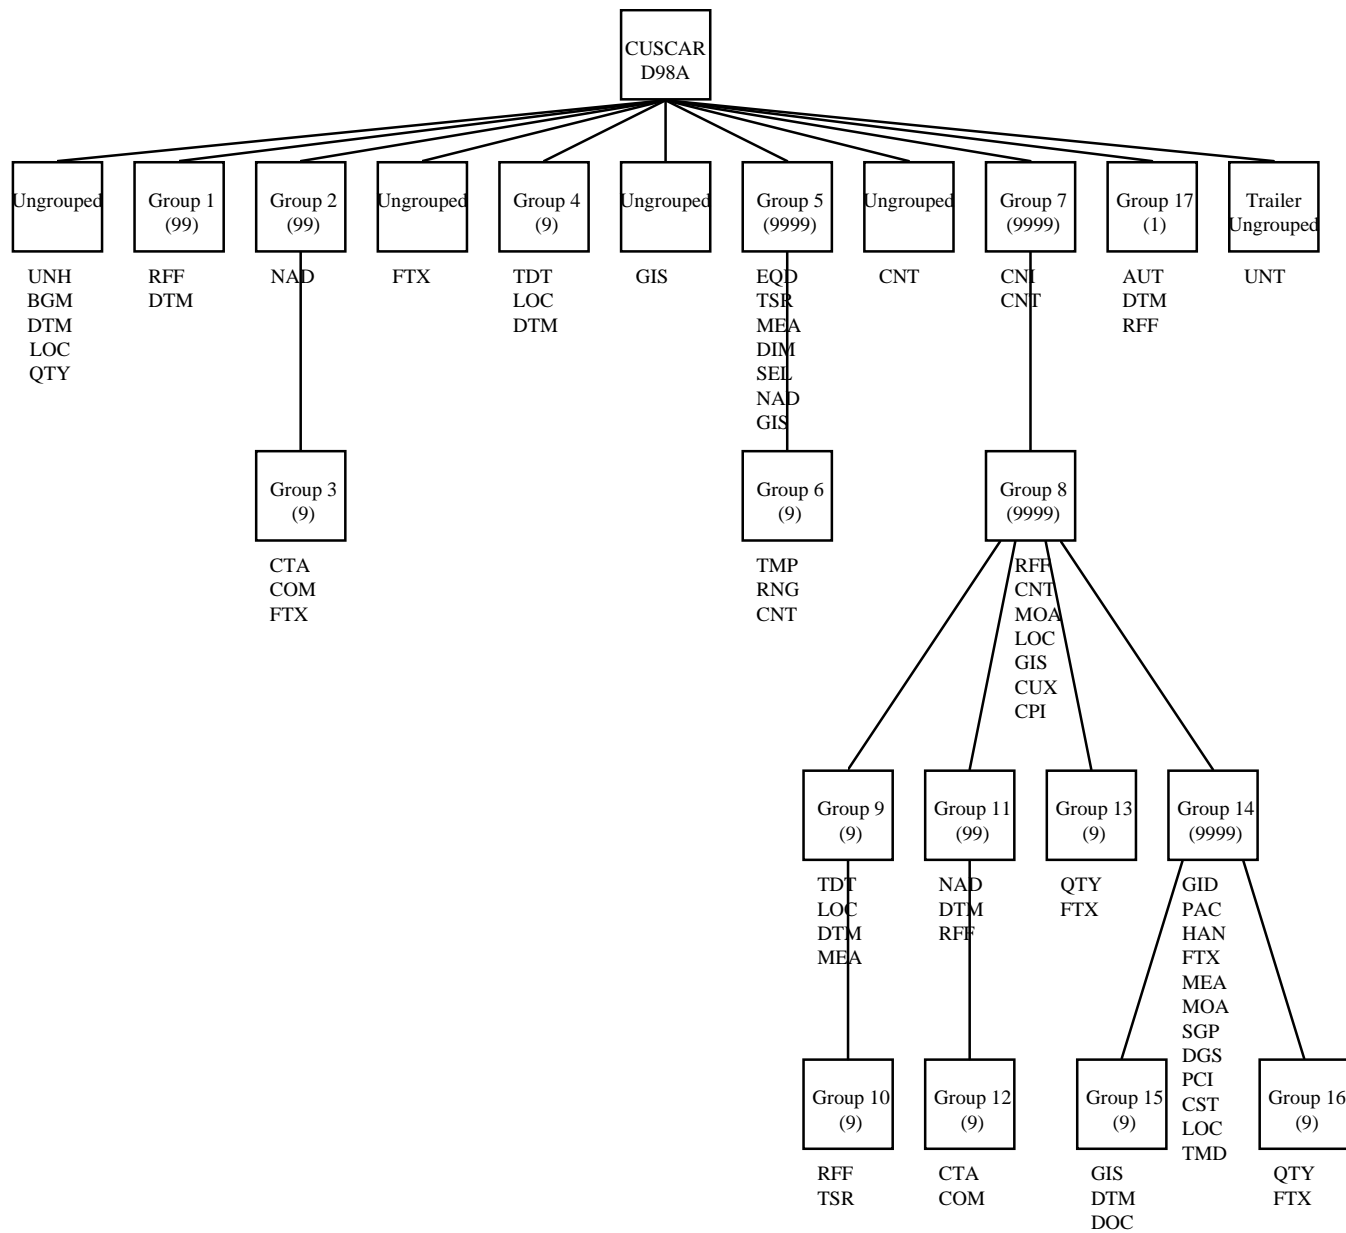 CUSCAR
D98A
Ungrouped
Group 1
(99)
Group 2
(99)
Ungrouped
Group 4
(9)
Ungrouped
Group 5
(9999)
Ungrouped
Group 7
(9999)
Group 17
(1)
Trailer
Ungrouped
UNH
BGM
DTM
LOC
QTY
RFF
DTM
NAD
FTX
TDT
LOC
DTM
GIS
EQD
TSR
MEA
DIM
SEL
NAD
GIS
CNT
CNI
CNT
AUT
DTM
RFF
UNT
Group 3
(9)
CTA
COM
FTX
Group 6
(9)
TMP
RNG
CNT
Group 8
(9999)
RFF
CNT
MOA
LOC
GIS
CUX
CPI
Group 9
(9)
TDT
LOC
DTM
MEA
Group 11
(99)
NAD
DTM
RFF
Group 13
(9)
QTY
FTX
Group 14
(9999)
GID
PAC
HAN
FTX
MEA
MOA
SGP
DGS
PCI
CST
LOC
TMD
Group 10
(9)
RFF
TSR
Group 12
(9)
CTA
COM
Group 15
(9)
GIS
DTM
DOC
Group 16
(9)
QTY
FTX